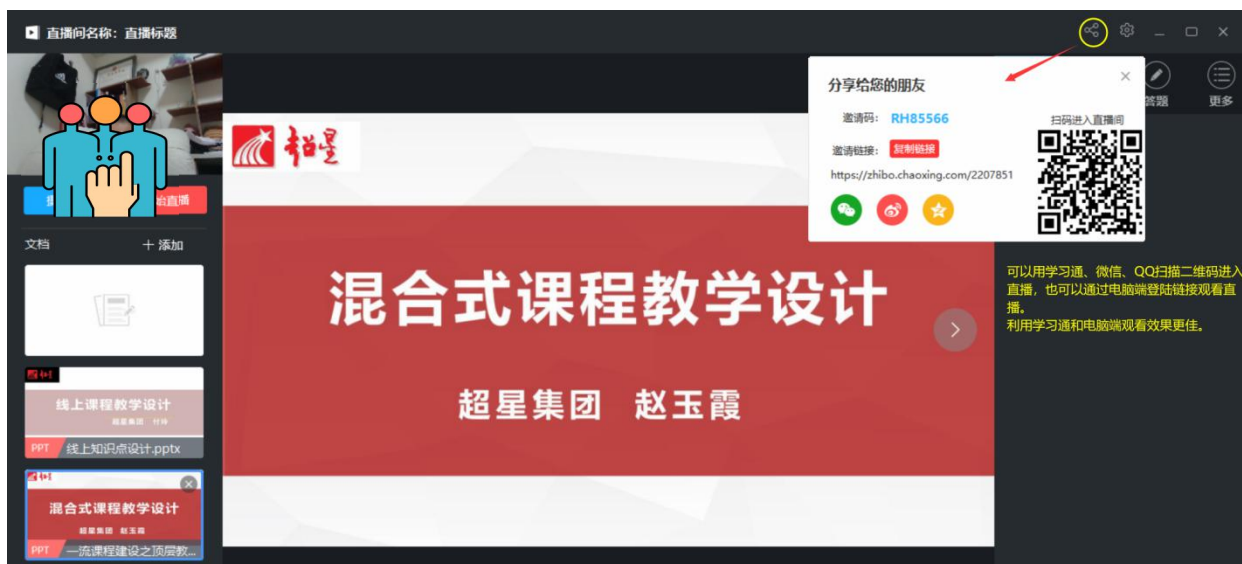 直播间名称：直播标题
分享给您的朋友
邀请码： RH85566
扫码进入直播间
邀请链接： 复制链接
https://zhibo.chaoxing.com/2207851
答题
更多
始直播
文档
＋ 添加
超星
混合式课程教学设计
超星集团 赵玉霞
可以用学习通、微信、QQ扫描二维码进入
直播，也可以通过电脑端登陆链接观看直
播。
利用学习通和电脑端观看效果更佳。
线上课程教学设计
超星集团 付玲
PPT 线上知识点设计.pptx
混合式课程教学设计
超星集团 赵玉霞
PPT 一流课程建设之顶层教...